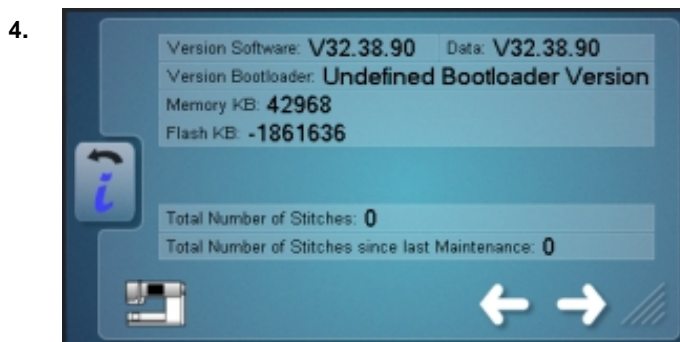 4.
Version Software: V32.38.90 Data: V32.38.90
Version Bootloader: Undefined Bootloader Version
Memory KB: 42968
Flash KB: -1861636
i
Total Number of Stitches: 0
Total Number of Stitches since last Maintenance: 0